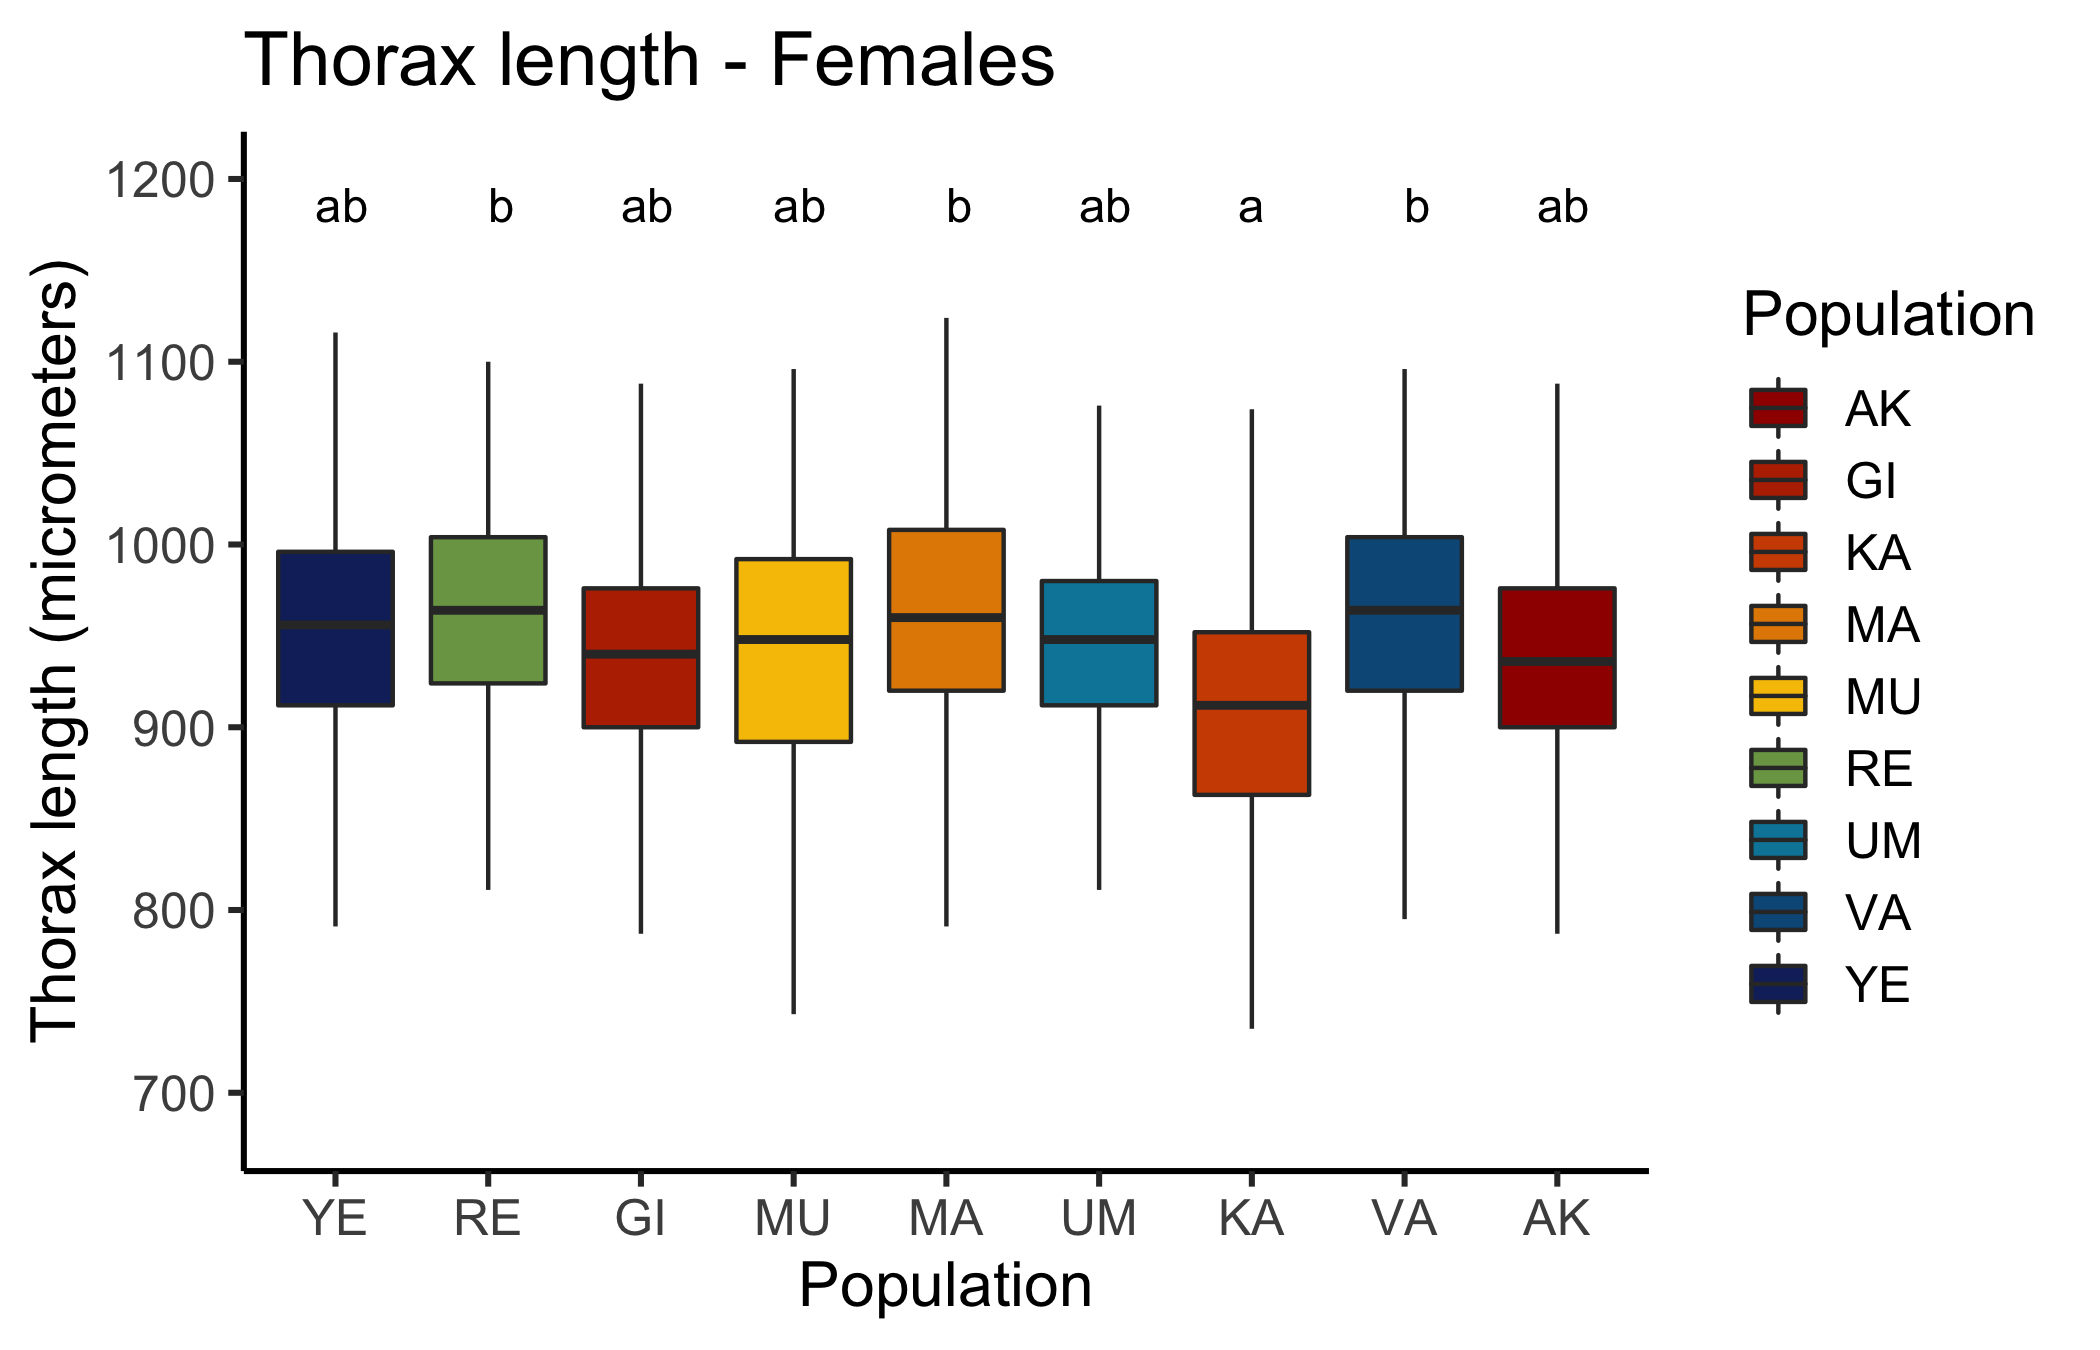 Thorax length - Females
Thorax length (micrometers)
1200
1100
1000
900
800
700
ab b ab ab b ab a b ab
YE RE GI MU MA UM KA VA AK
Population
Population
AK
GI
KA
MA
MU
RE
UM
VA
YE